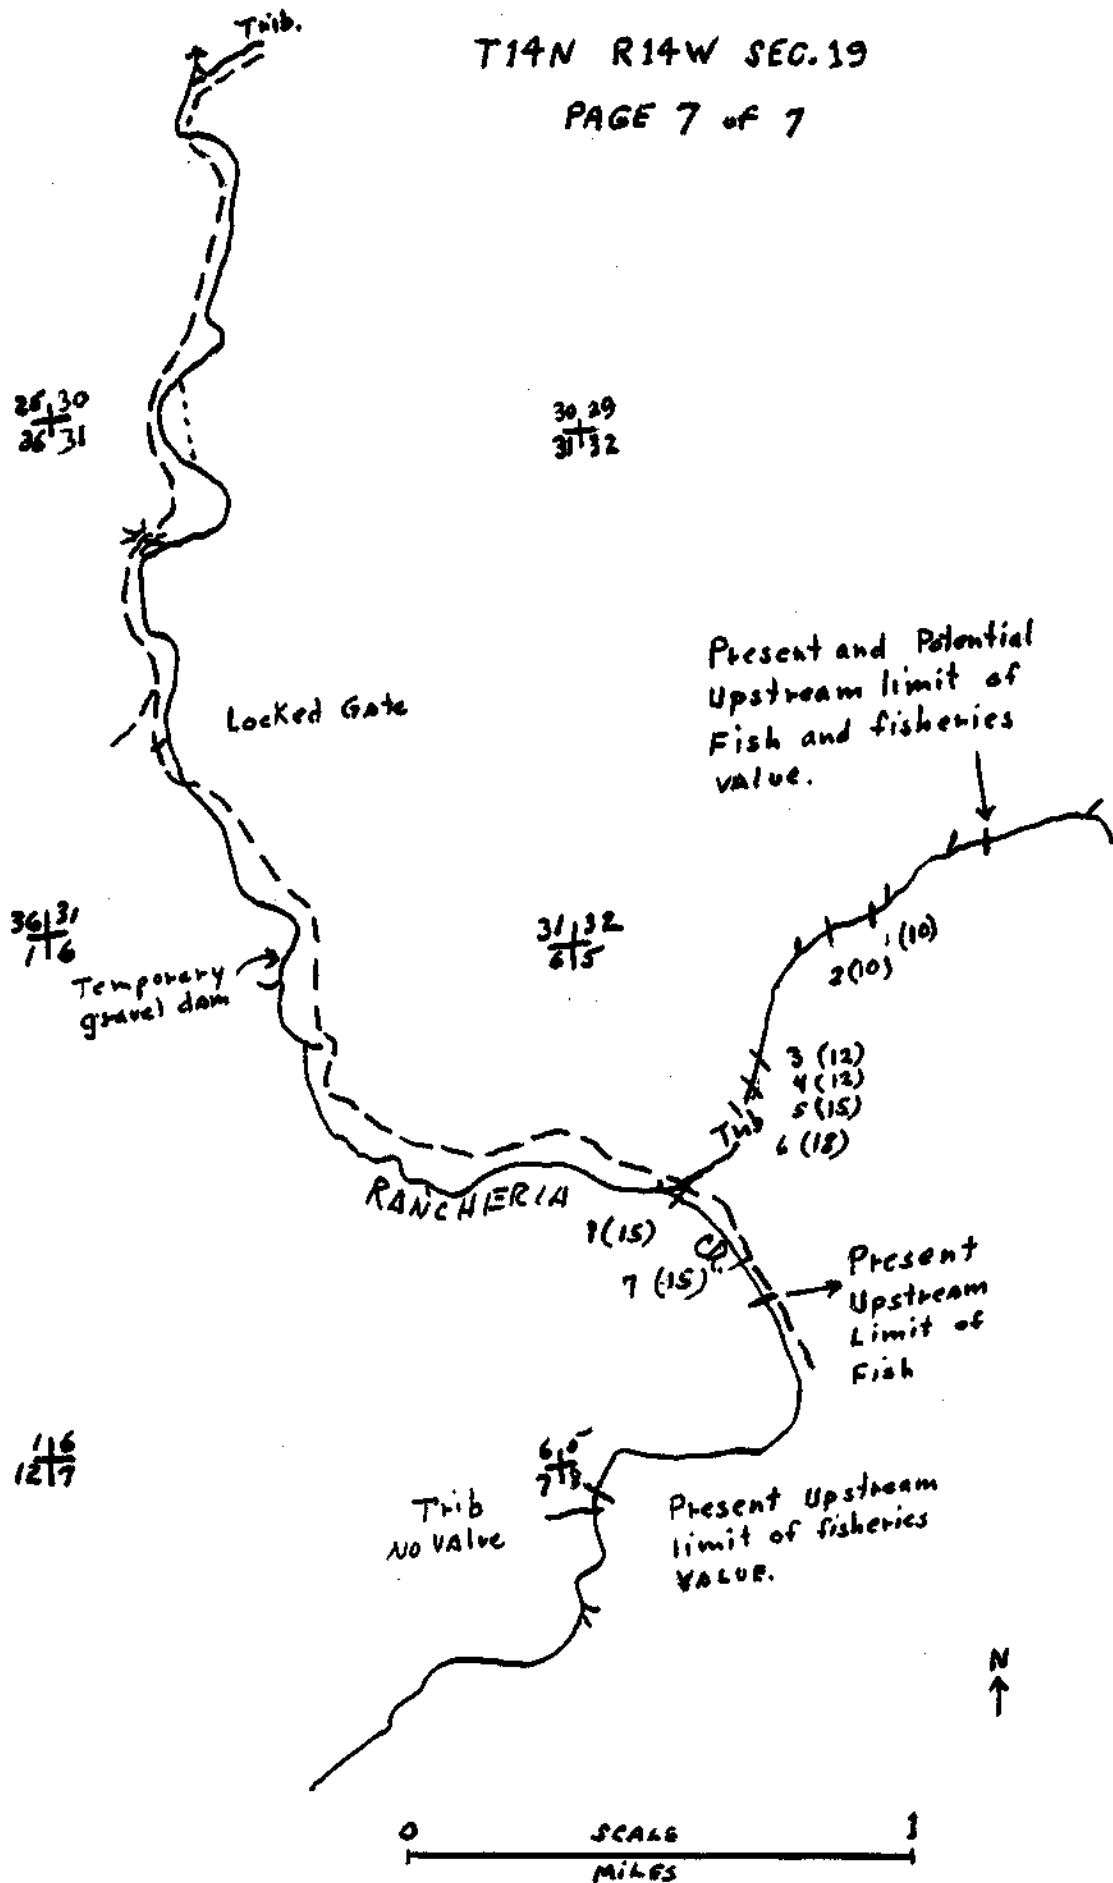 Trib.
T14N R14W SEC. 19
PAGE 7 of 7
25 30
36 31
30 29
31 32
Locked Gate
Present and Potential
Upstream limit of
Fish and fisheries
value.
36 31
1 6
31 32
6 5
Temporary
gravel dam
1 (10)
2 (10)
3 (12)
4 (12)
5 (15)
6 (18)
Trib
RANCHERIA
8 (15)
7 (15)
Present
Upstream
Limit of
Fish
1 6
12 7
6 5
7 8
Trib
No Value
Present Upstream
limit of fisheries
VALUE.
N
0 1
SCALE
MILES